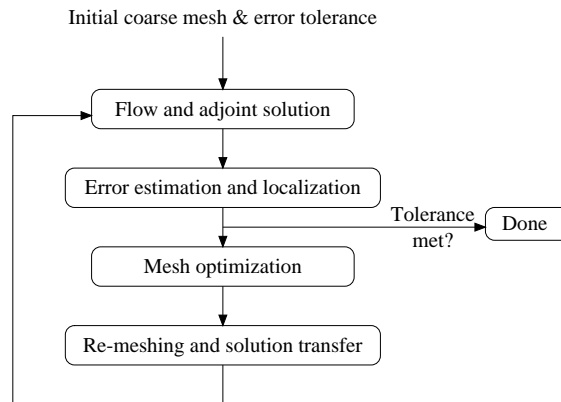 Initial coarse mesh & error tolerance
Flow and adjoint solution
Error estimation and localization
Tolerance
met?
Done
Mesh optimization
Re-meshing and solution transfer